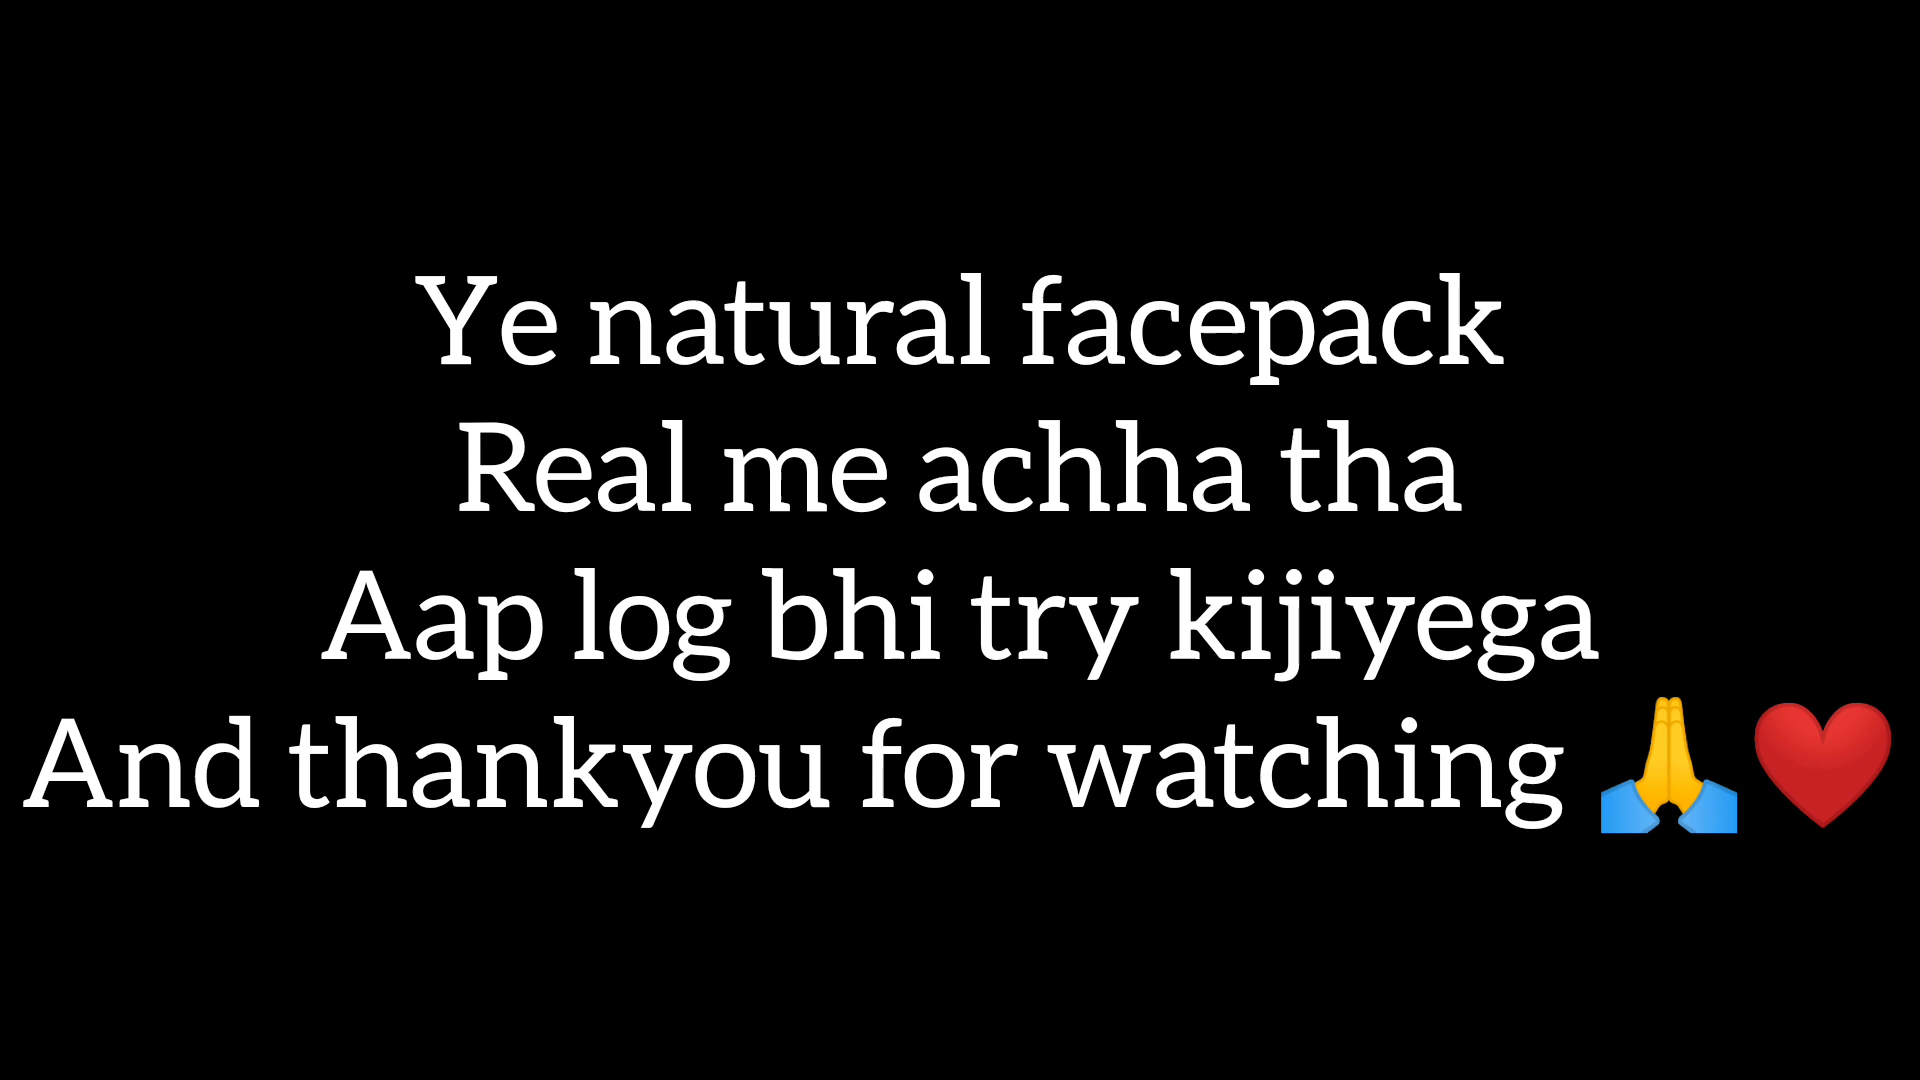 Ye natural facepack
Real me achha tha
Aap log bhi try kijiyega
And thankyou for watching 🙏❤️